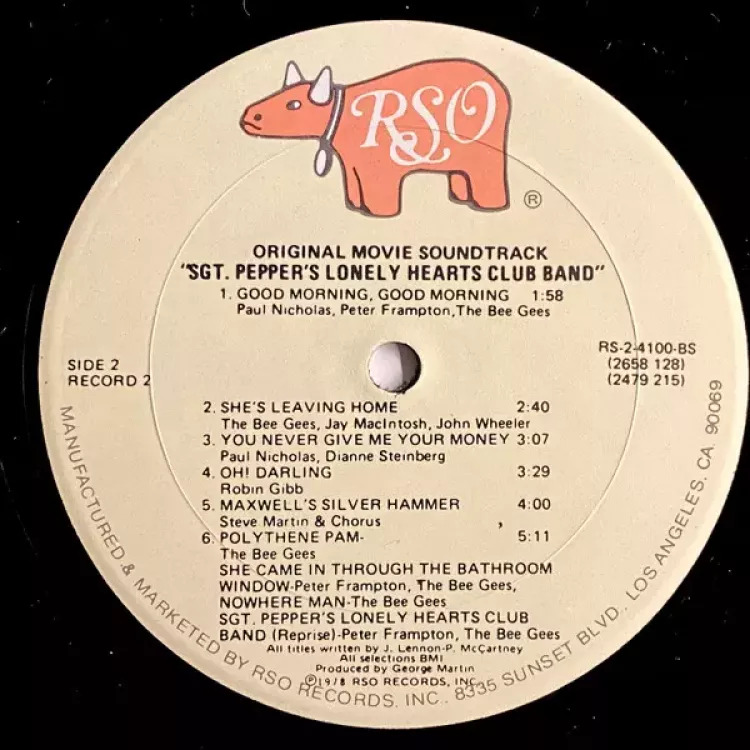 RSO
®
ORIGINAL MOVIE SOUNDTRACK
"SGT. PEPPER'S LONELY HEARTS CLUB BAND"
1. GOOD MORNING, GOOD MORNING 1:58
Paul Nicholas, Peter Frampton, The Bee Gees
SIDE 2
RECORD 2
RS-2-4100-BS
(2658 128)
(2479 215)
2. SHE'S LEAVING HOME 2:40
The Bee Gees, Jay MacIntosh, John Wheeler
3. YOU NEVER GIVE ME YOUR MONEY 3:07
Paul Nicholas, Dianne Steinberg
4. OH! DARLING 3:29
Robin Gibb
5. MAXWELL'S SILVER HAMMER 4:00
Steve Martin & Chorus
6. POLYTHENE PAM- 5:11
The Bee Gees
SHE CAME IN THROUGH THE BATHROOM
WINDOW-Peter Frampton, The Bee Gees,
NOWHERE MAN-The Bee Gees
SGT. PEPPER'S LONELY HEARTS CLUB
BAND (Reprise)-Peter Frampton, The Bee Gees
All titles written by J. Lennon-P. McCartney
All selections BMI
Produced by George Martin
℗1978 RSO RECORDS, INC.
MANUFACTURED & MARKETED BY RSO RECORDS, INC., 8335 SUNSET BLVD., LOS ANGELES, CA. 90069